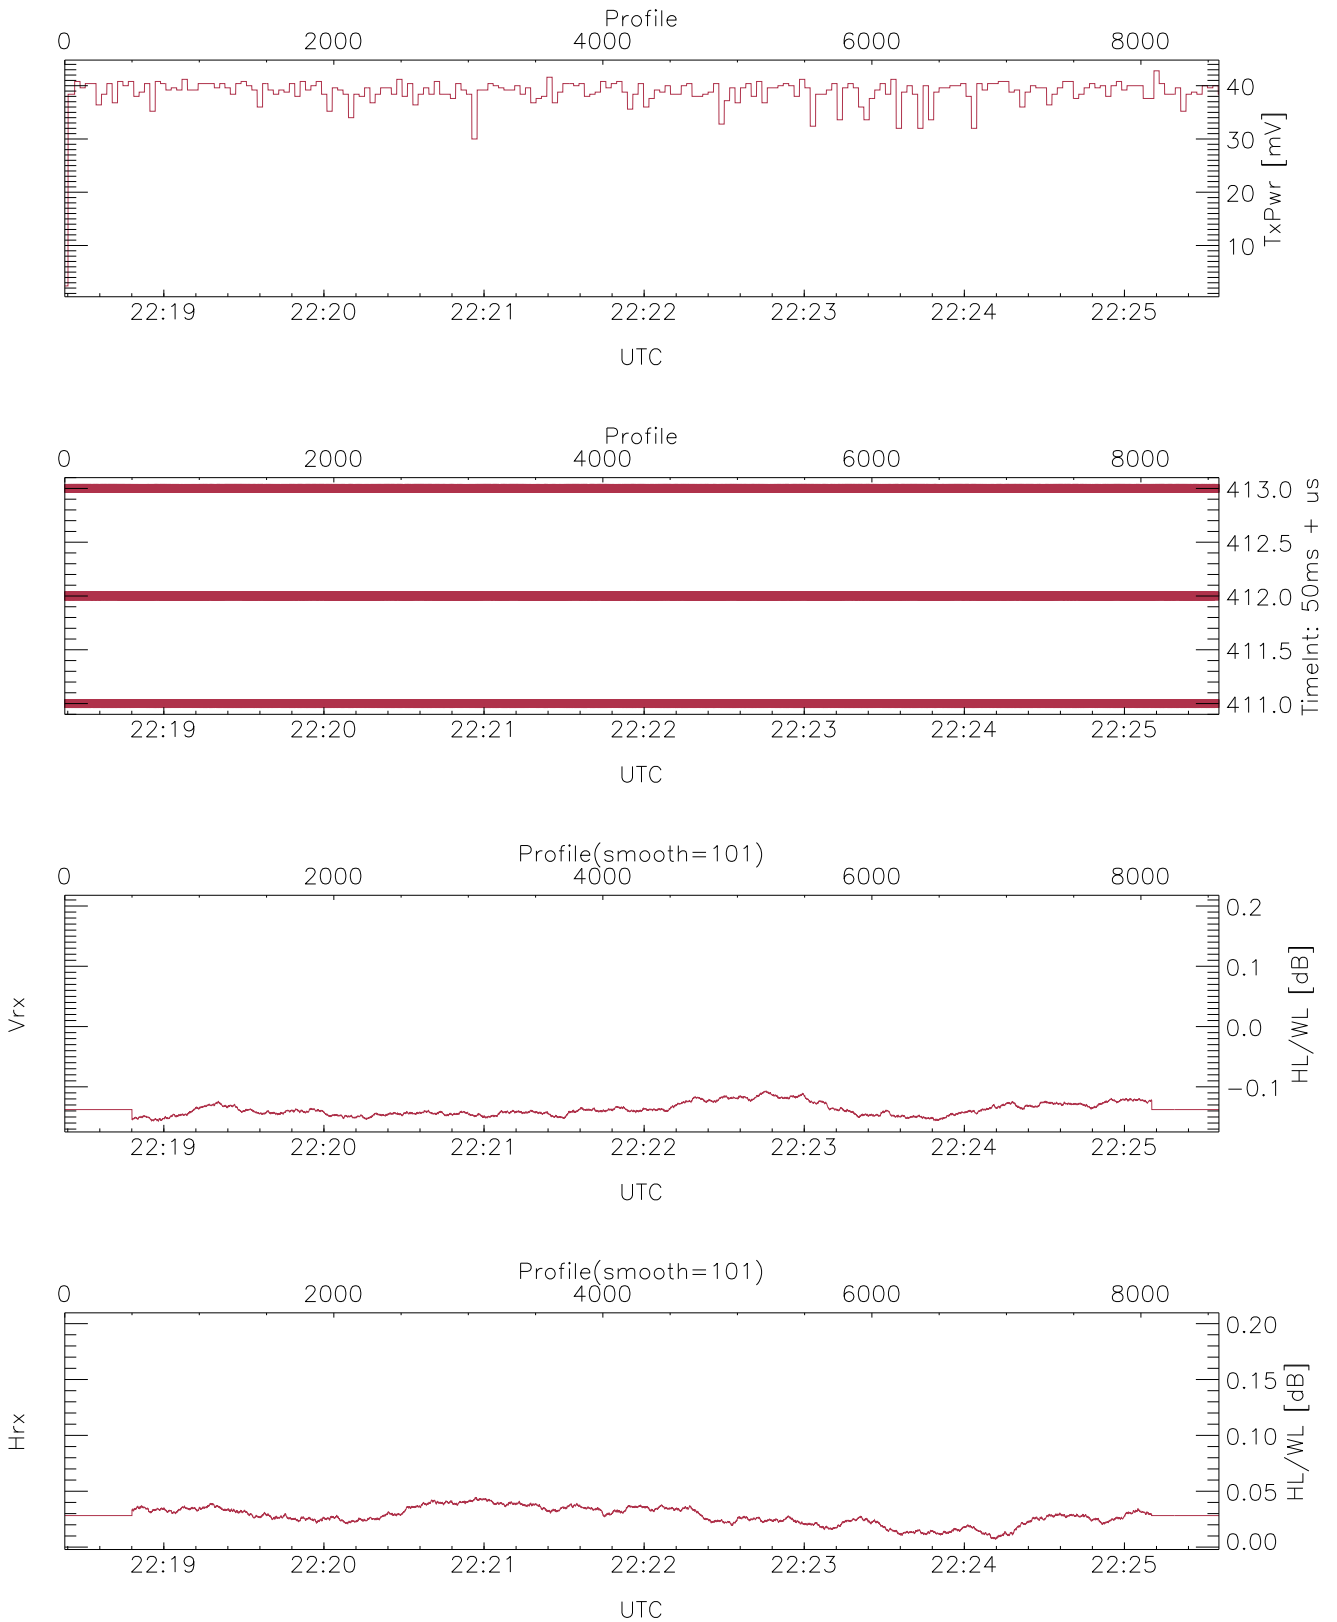 Profile
0 2000 4000 6000 8000
40
30
20
10
TxPwr [mV]
22:19 22:20 22:21 22:22 22:23 22:24 22:25
UTC
Profile
0 2000 4000 6000 8000
413.0
412.5
412.0
411.5
411.0
TimeInt: 50ms + us
22:19 22:20 22:21 22:22 22:23 22:24 22:25
UTC
Profile(smooth=101)
0 2000 4000 6000 8000
Vrx
0.2
0.1
0.0
-0.1
HL/WL [dB]
22:19 22:20 22:21 22:22 22:23 22:24 22:25
UTC
Profile(smooth=101)
0 2000 4000 6000 8000
Hrx
0.20
0.15
0.10
0.05
0.00
HL/WL [dB]
22:19 22:20 22:21 22:22 22:23 22:24 22:25
UTC